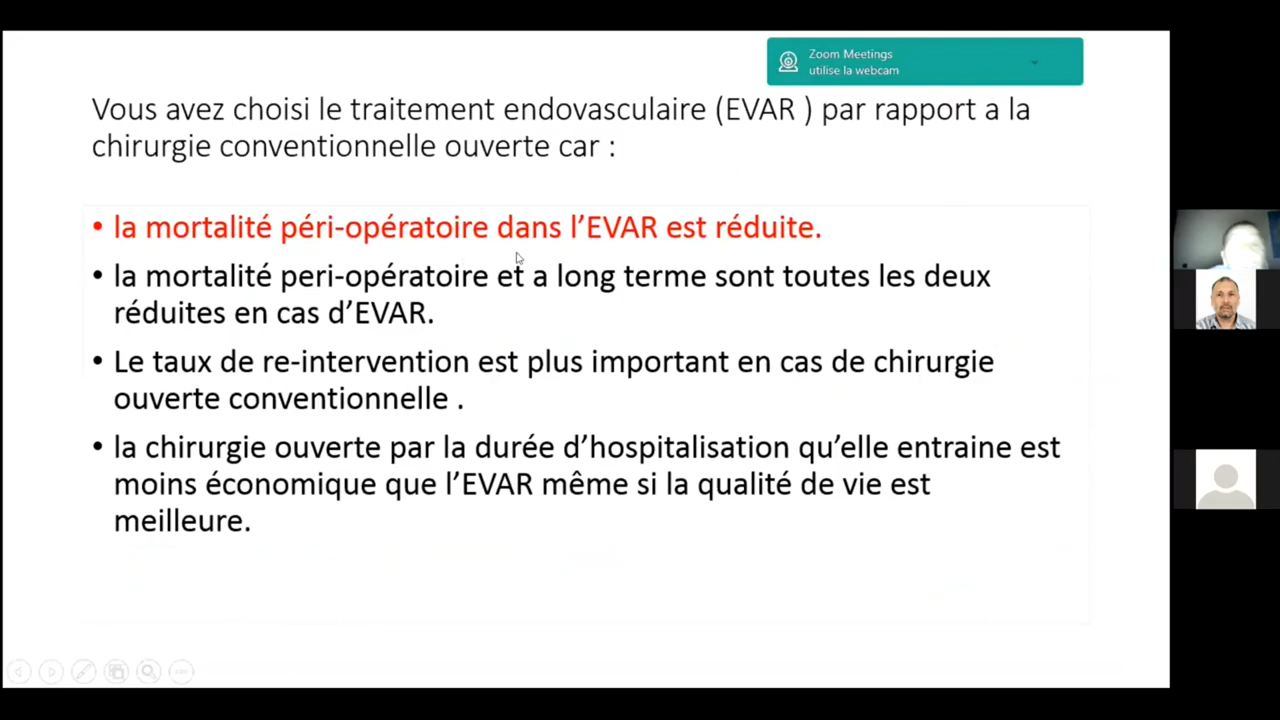 Zoom Meetings
utilise la webcam
Vous avez choisi le traitement endovasculaire (EVAR ) par rapport a la
chirurgie conventionnelle ouverte car :
• la mortalité péri-opératoire dans l’EVAR est réduite.
• la mortalité peri-opératoire et a long terme sont toutes les deux
réduites en cas d’EVAR.
• Le taux de re-intervention est plus important en cas de chirurgie
ouverte conventionnelle .
• la chirurgie ouverte par la durée d’hospitalisation qu’elle entraine est
moins économique que l’EVAR même si la qualité de vie est
meilleure.